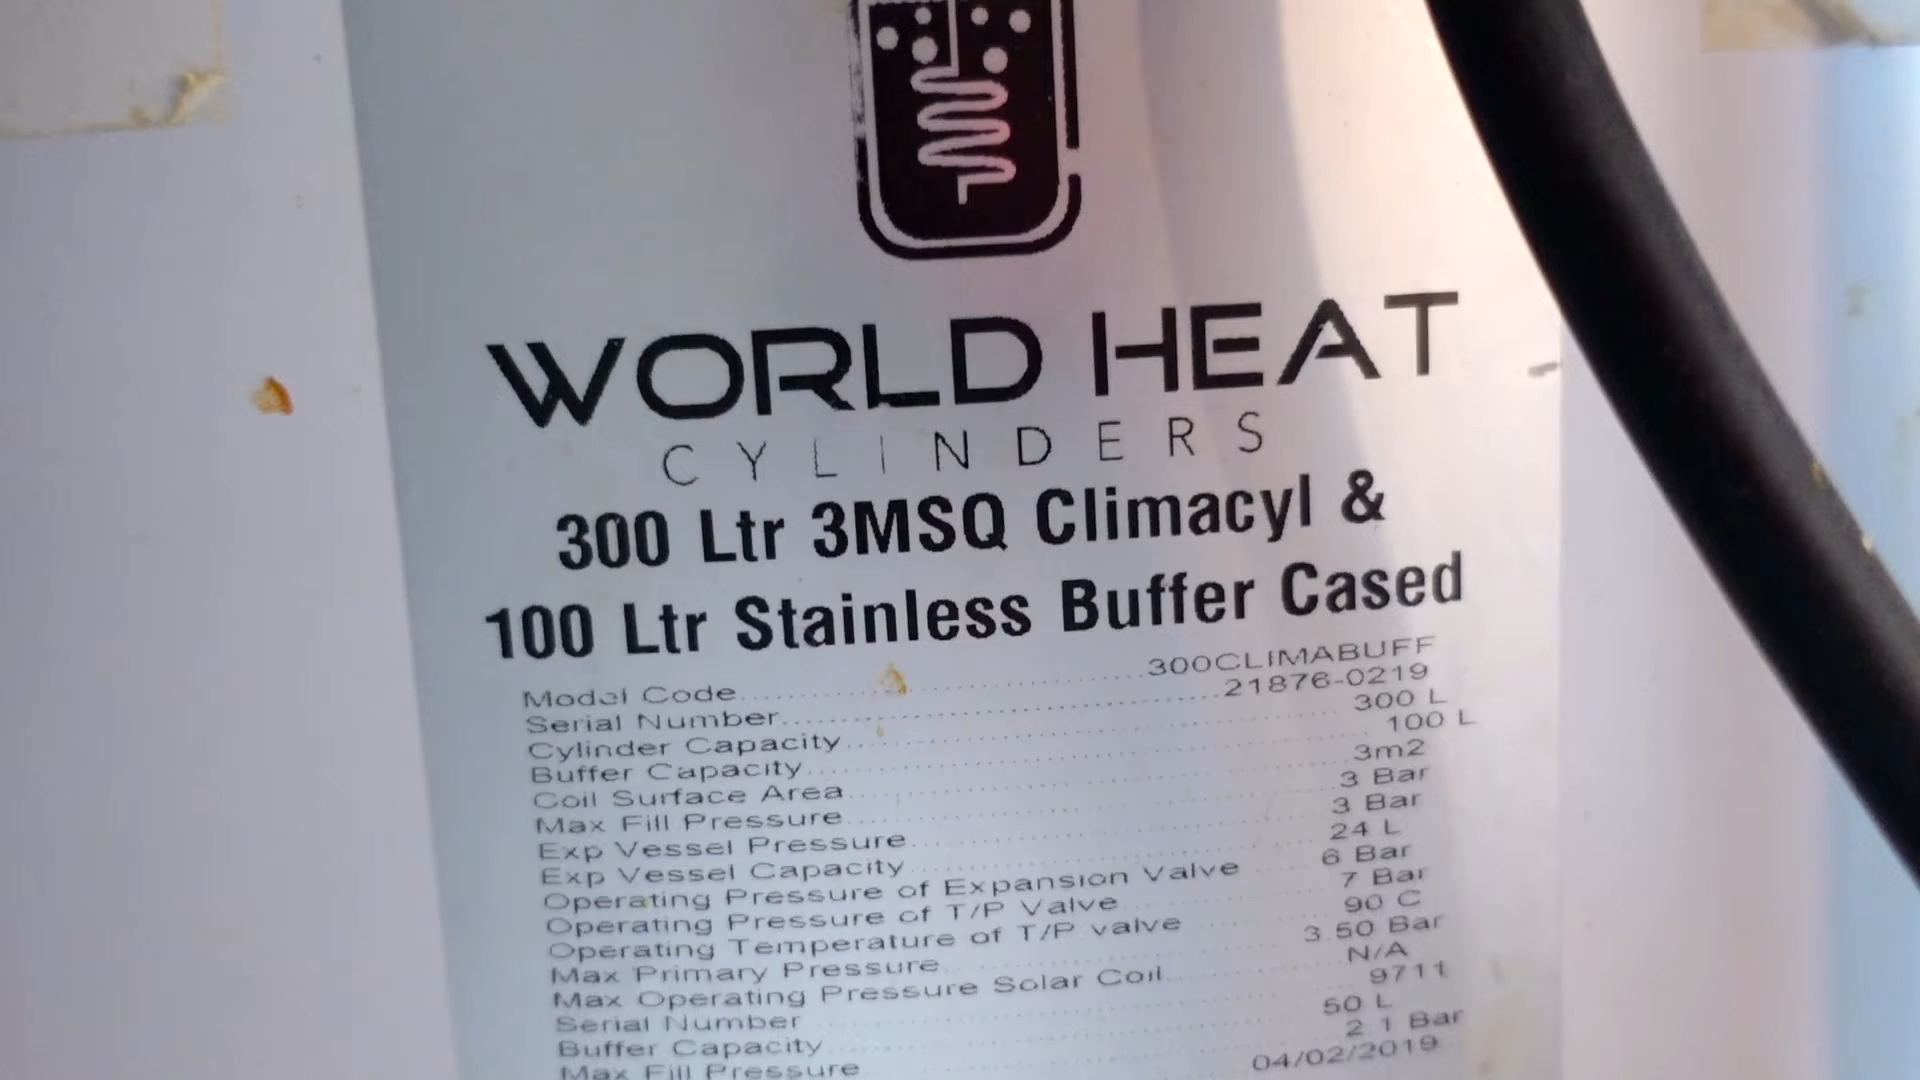 WORLD HEAT
CYLINDERS
300 Ltr 3MSQ Climacyl &
100 Ltr Stainless Buffer Cased
Model Code 300CLIMABUFF
Serial Number 21876-0219
Cylinder Capacity 300 L
Buffer Capacity 100 L
Coil Surface Area 3m2
Max Fill Pressure 3 Bar
Exp Vessel Pressure 3 Bar
Exp Vessel Capacity 24 L
Operating Pressure of Expansion Valve 6 Bar
Operating Pressure of T/P Valve 7 Bar
Operating Temperature of T/P valve 90 C
Max Primary Pressure 3.50 Bar
Max Operating Pressure Solar Coil N/A
Serial Number 9711
Buffer Capacity 50 L
Max Fill Pressure 2.1 Bar
04/02/2019